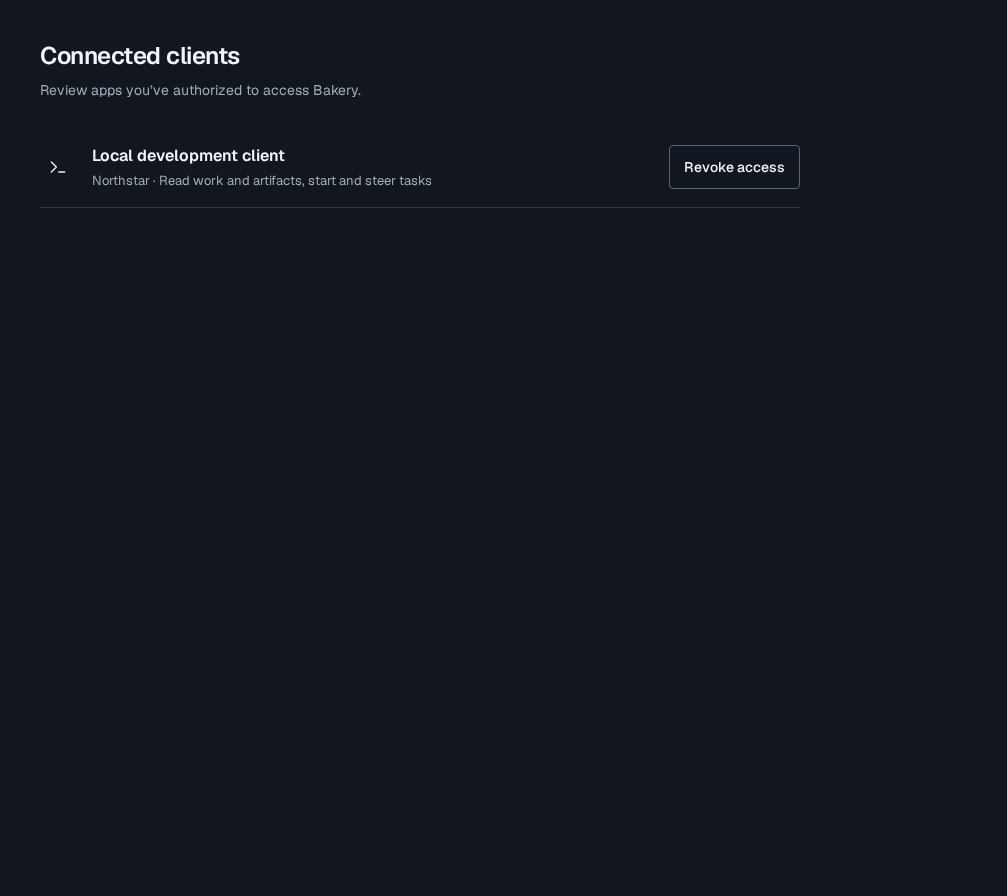 Connected clients
Review apps you've authorized to access Bakery.
Local development client
Northstar · Read work and artifacts, start and steer tasks
Revoke access